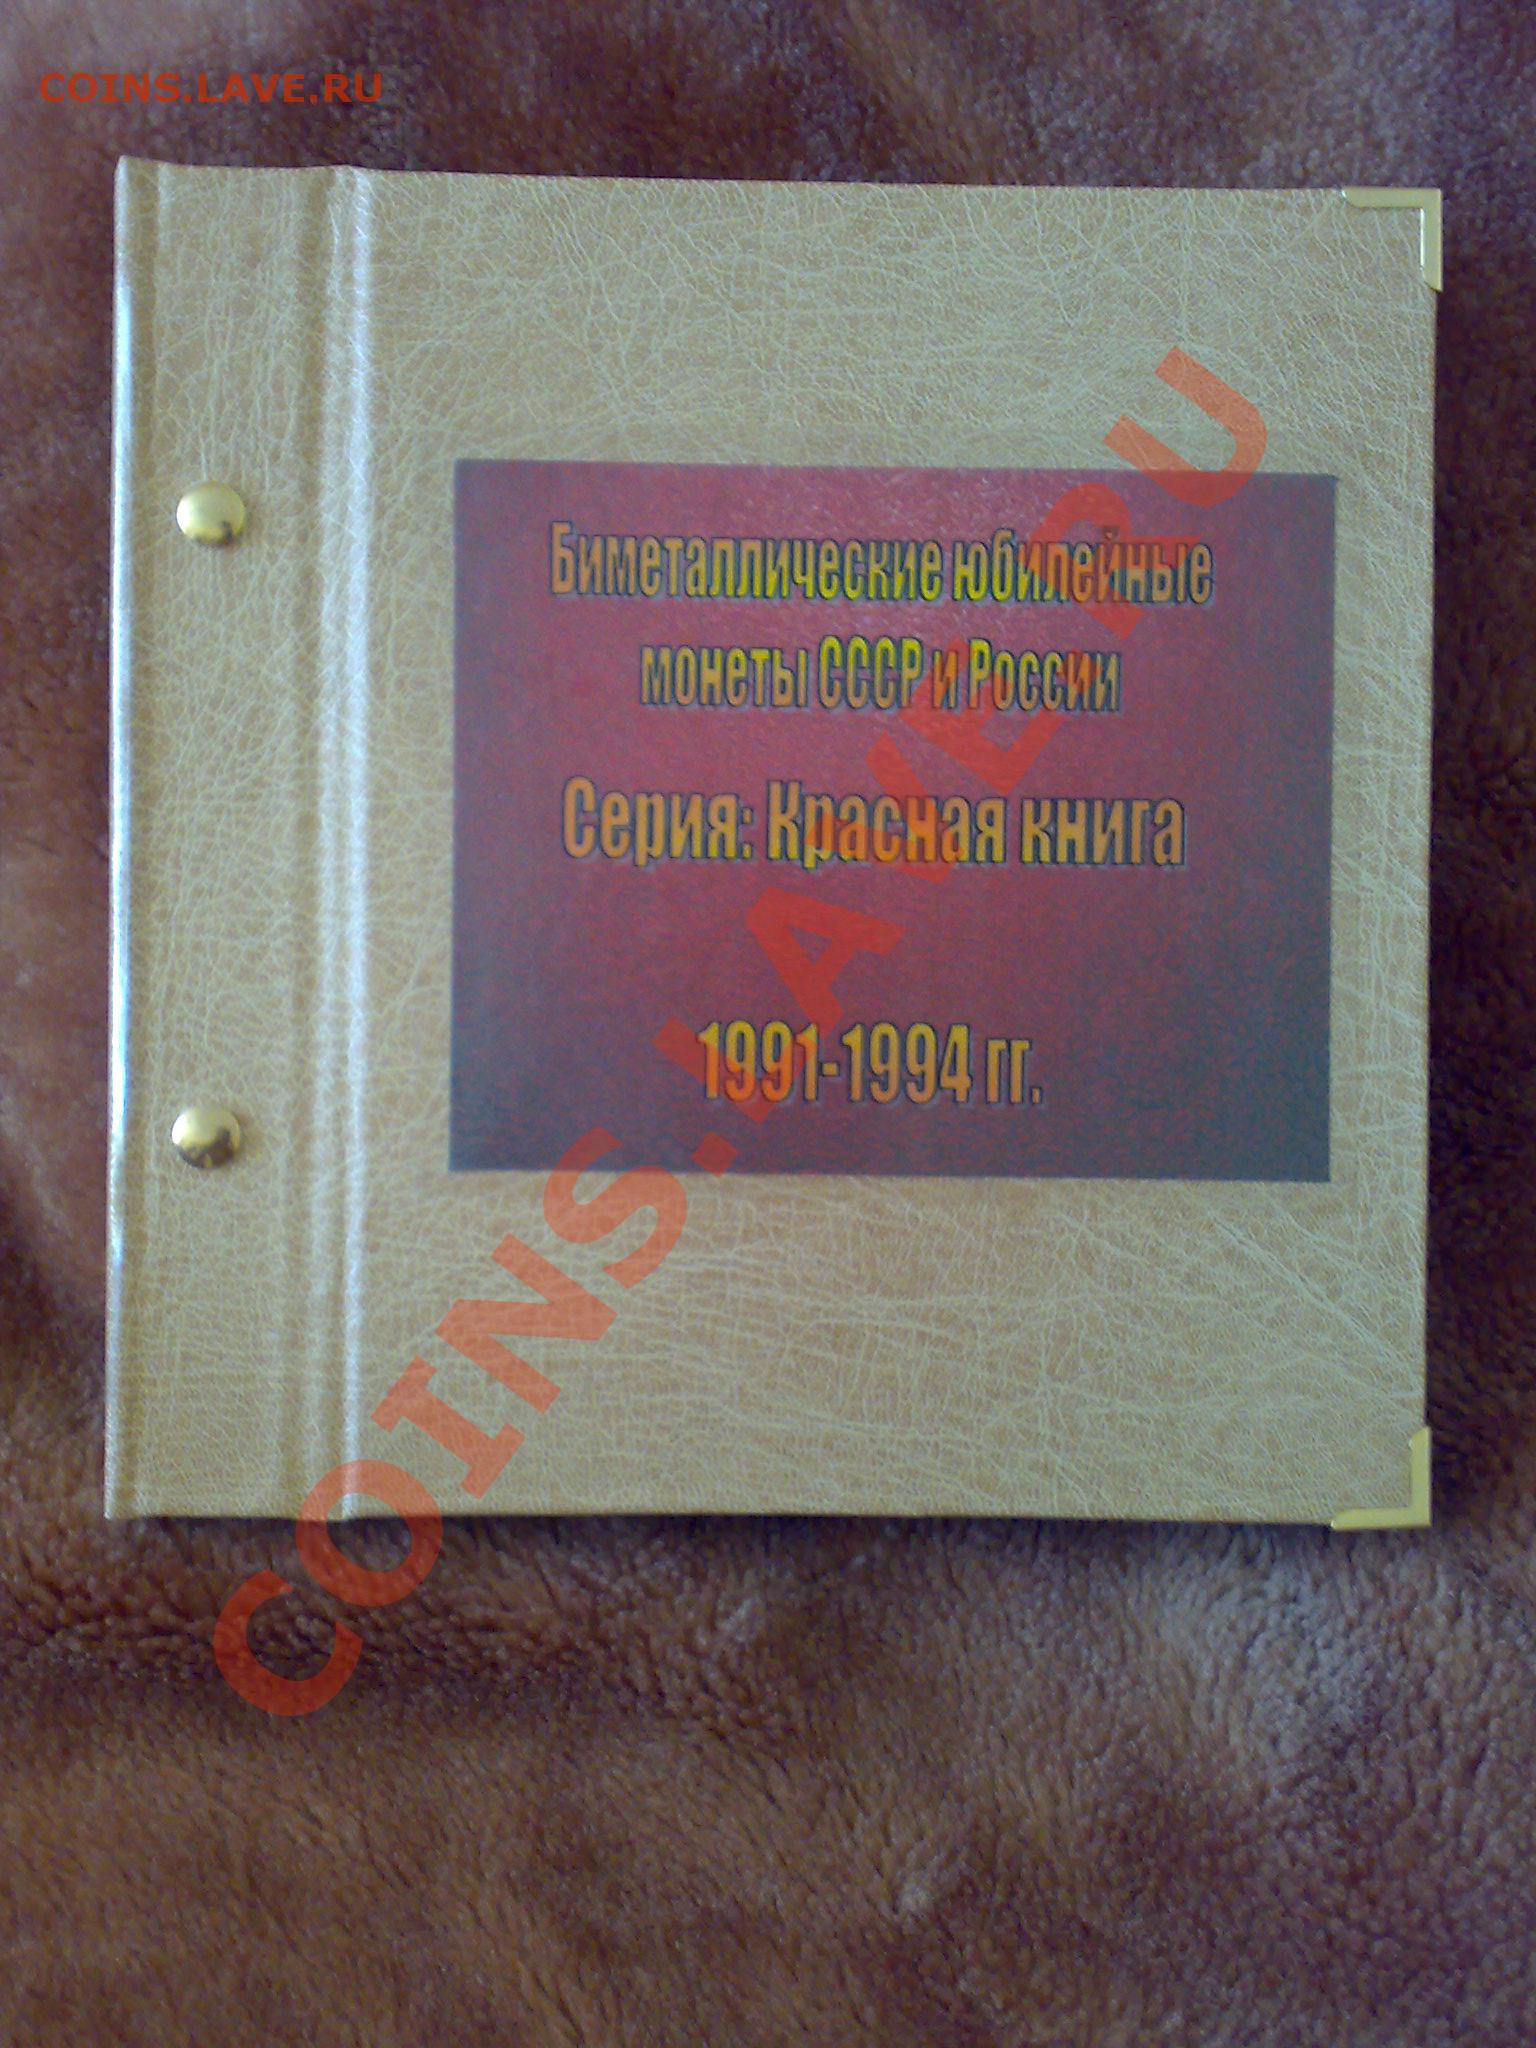 COINS.LAVE.RU
Биметаллические юбилейные
монеты СССР и России
Серия: Красная книга
1991-1994 гг.
COINS.LAVE.RU